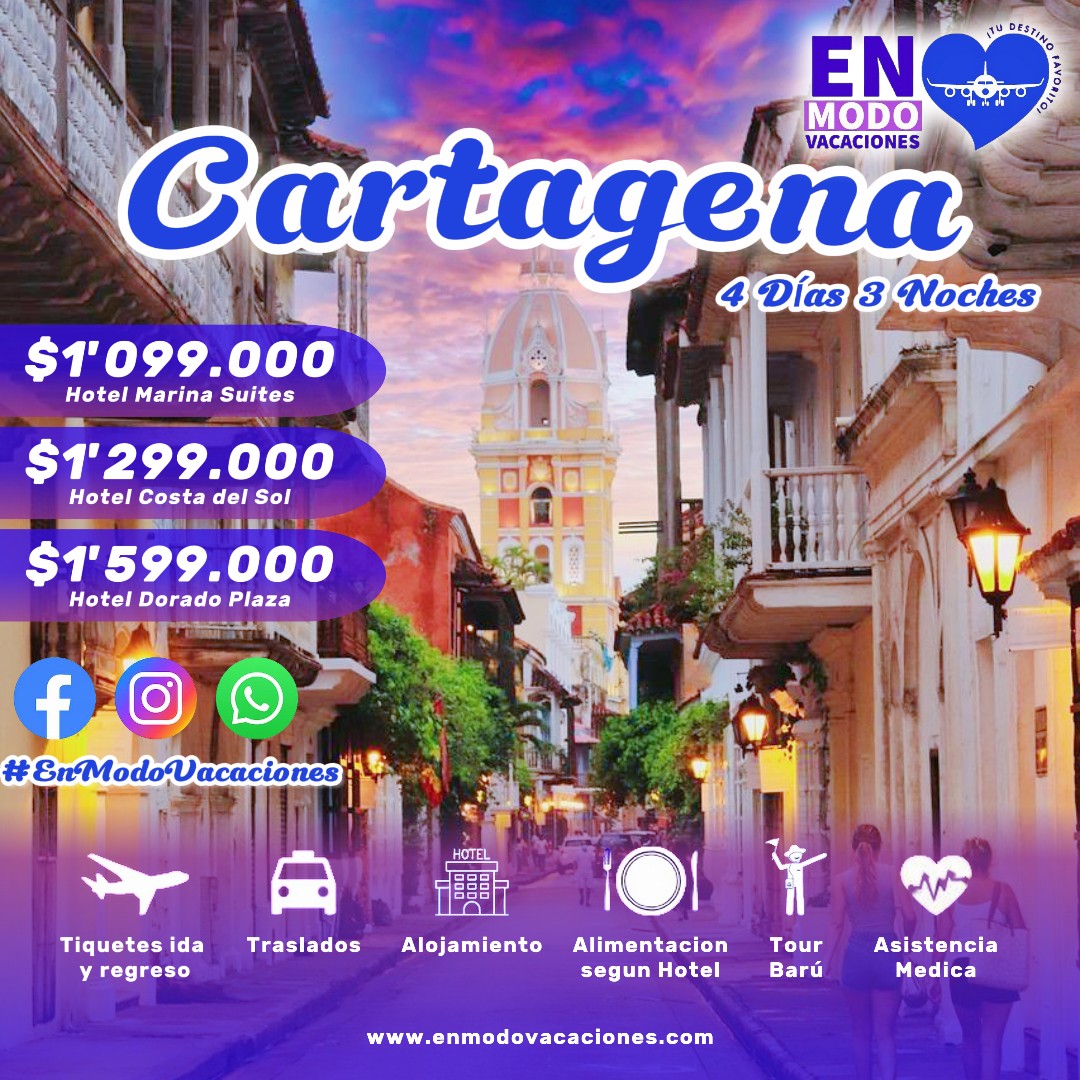 EN
MODO
VACACIONES
¡TU DESTINO FAVORITO!
Cartagena
4 Días 3 Noches
$1'099.000
Hotel Marina Suites
$1'299.000
Hotel Costa del Sol
$1'599.000
Hotel Dorado Plaza
#EnModoVacaciones
HOTEL
Tiquetes ida
y regreso
Traslados
Alojamiento
Alimentacion
segun Hotel
Tour
Barú
Asistencia
Medica
www.enmodovacaciones.com